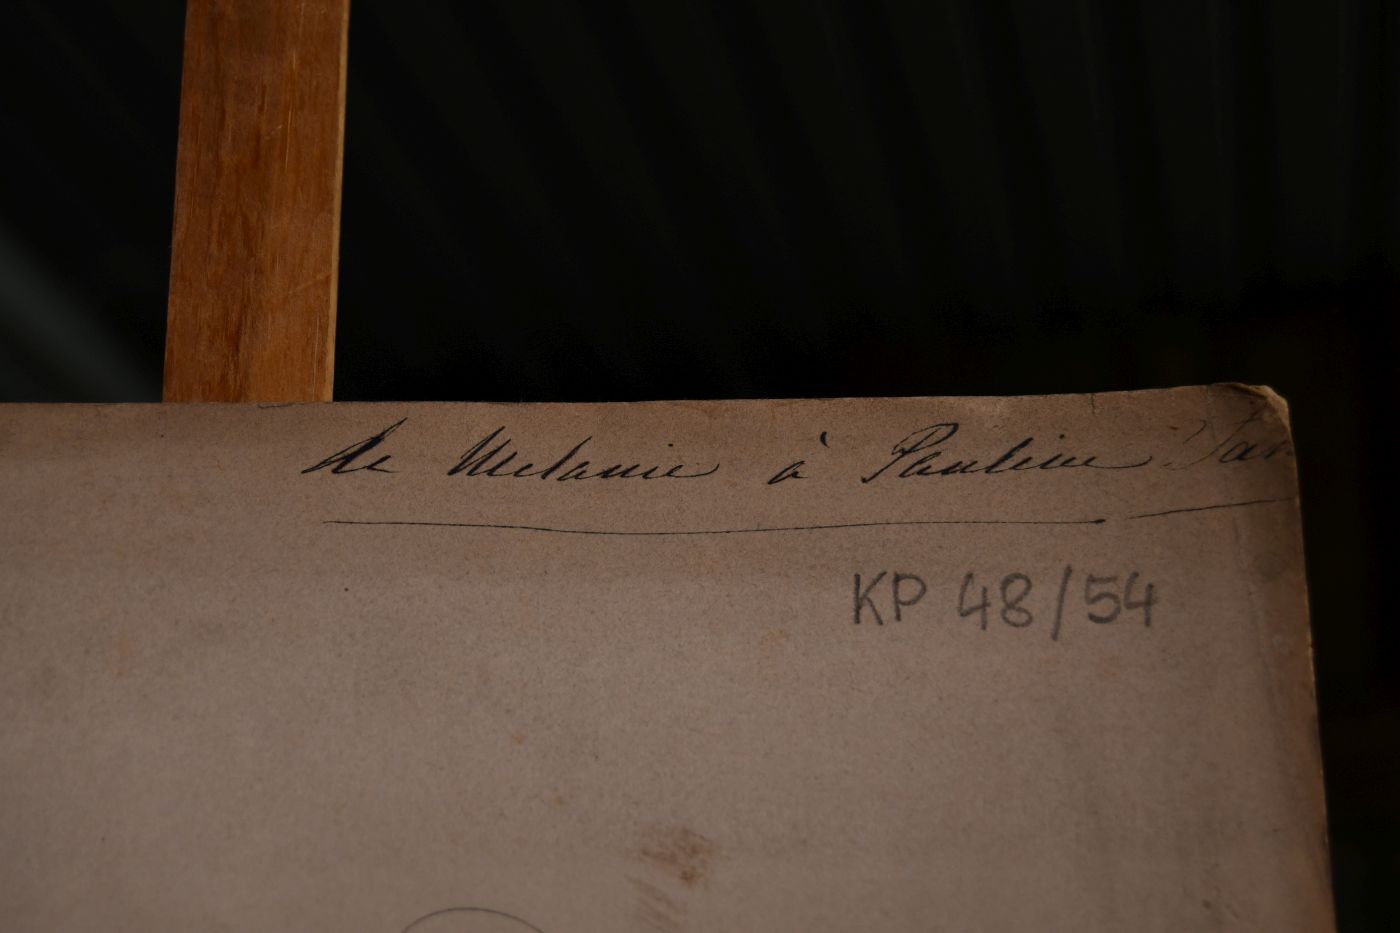 de Melanie à Pauline
KP 48/54